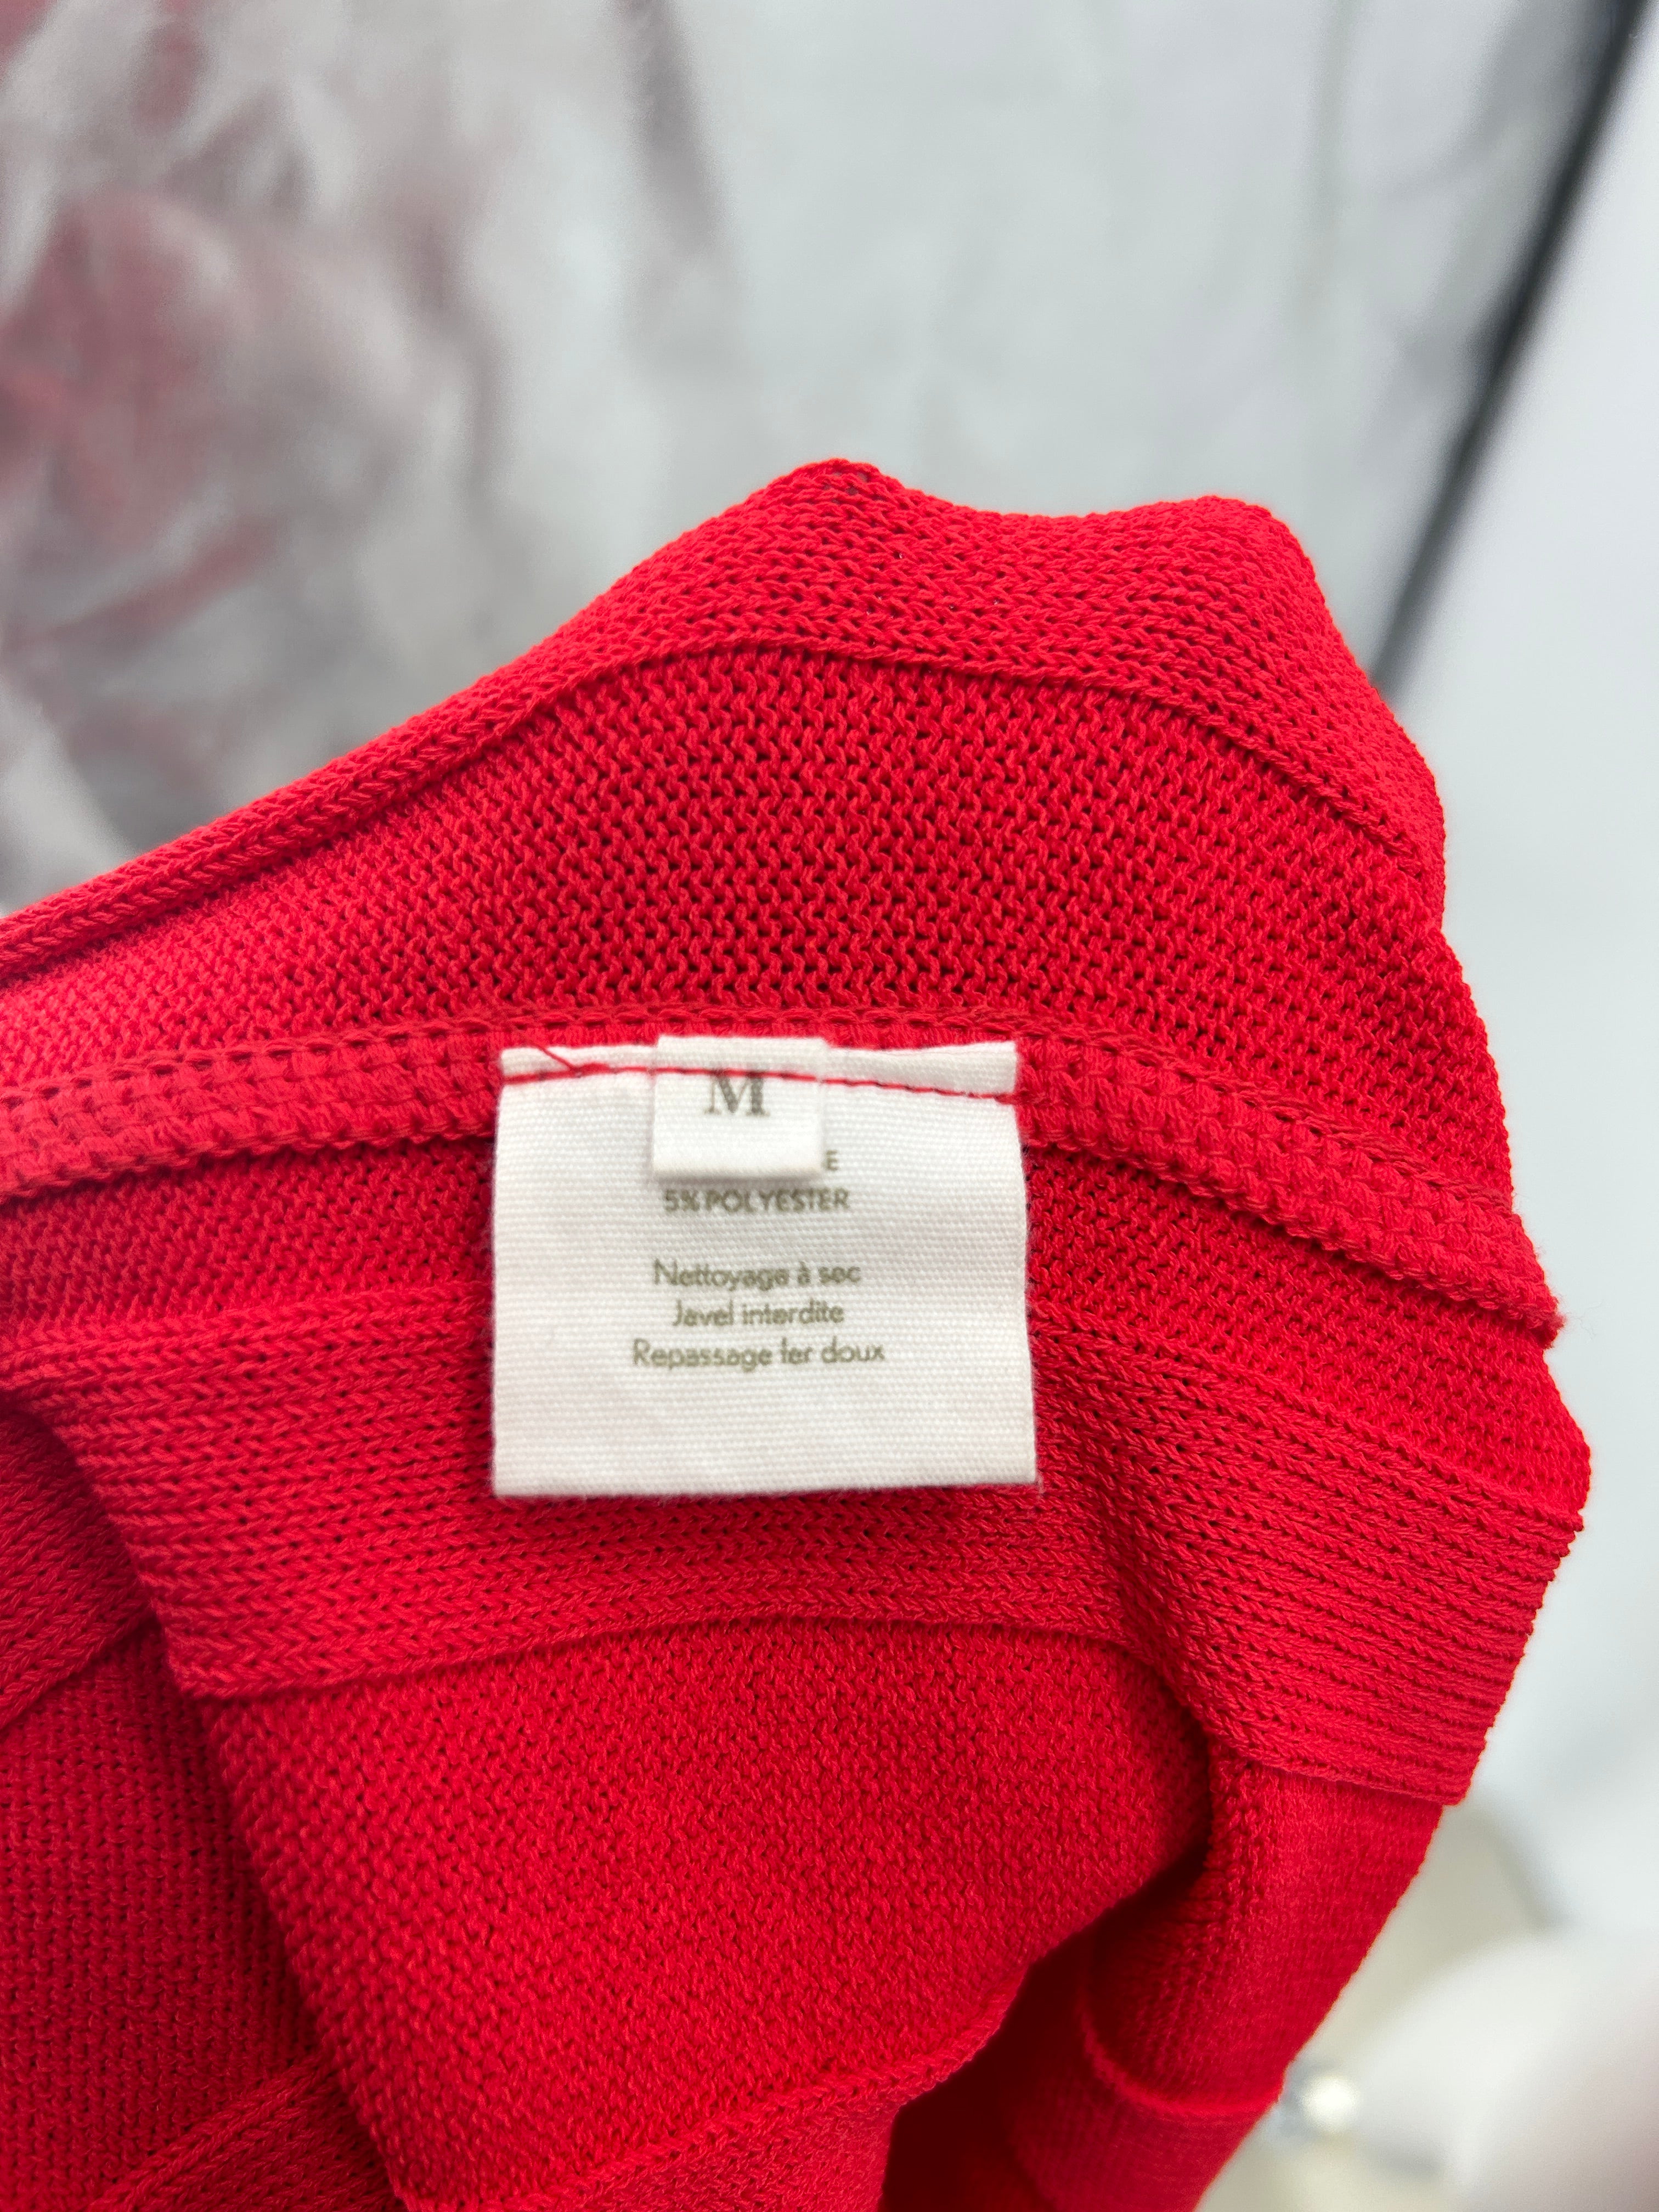 M
E
5% POLYESTER
Nettoyage à sec
Javel interdite
Repassage fer doux